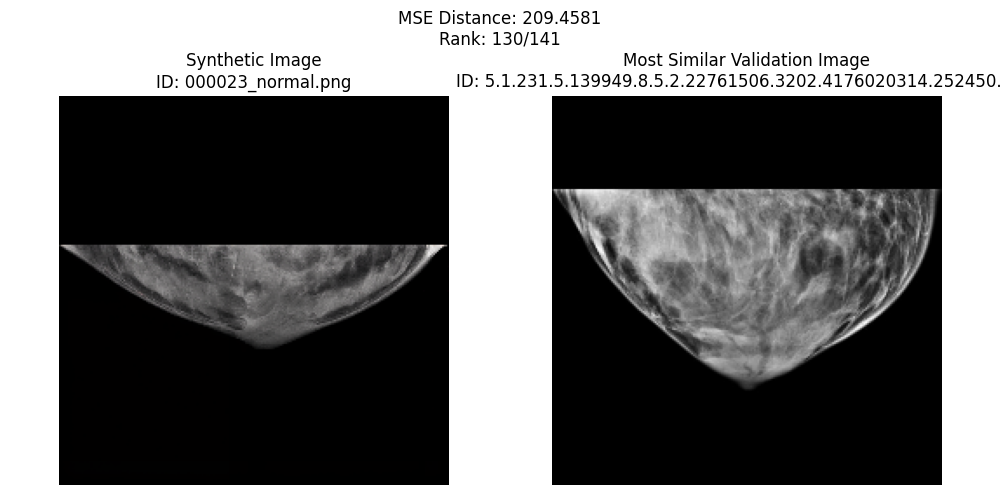 MSE Distance: 209.4581
Rank: 130/141
Synthetic Image
ID: 000023_normal.png
Most Similar Validation Image
ID: 5.1.231.5.139949.8.5.2.22761506.3202.4176020314.252450.